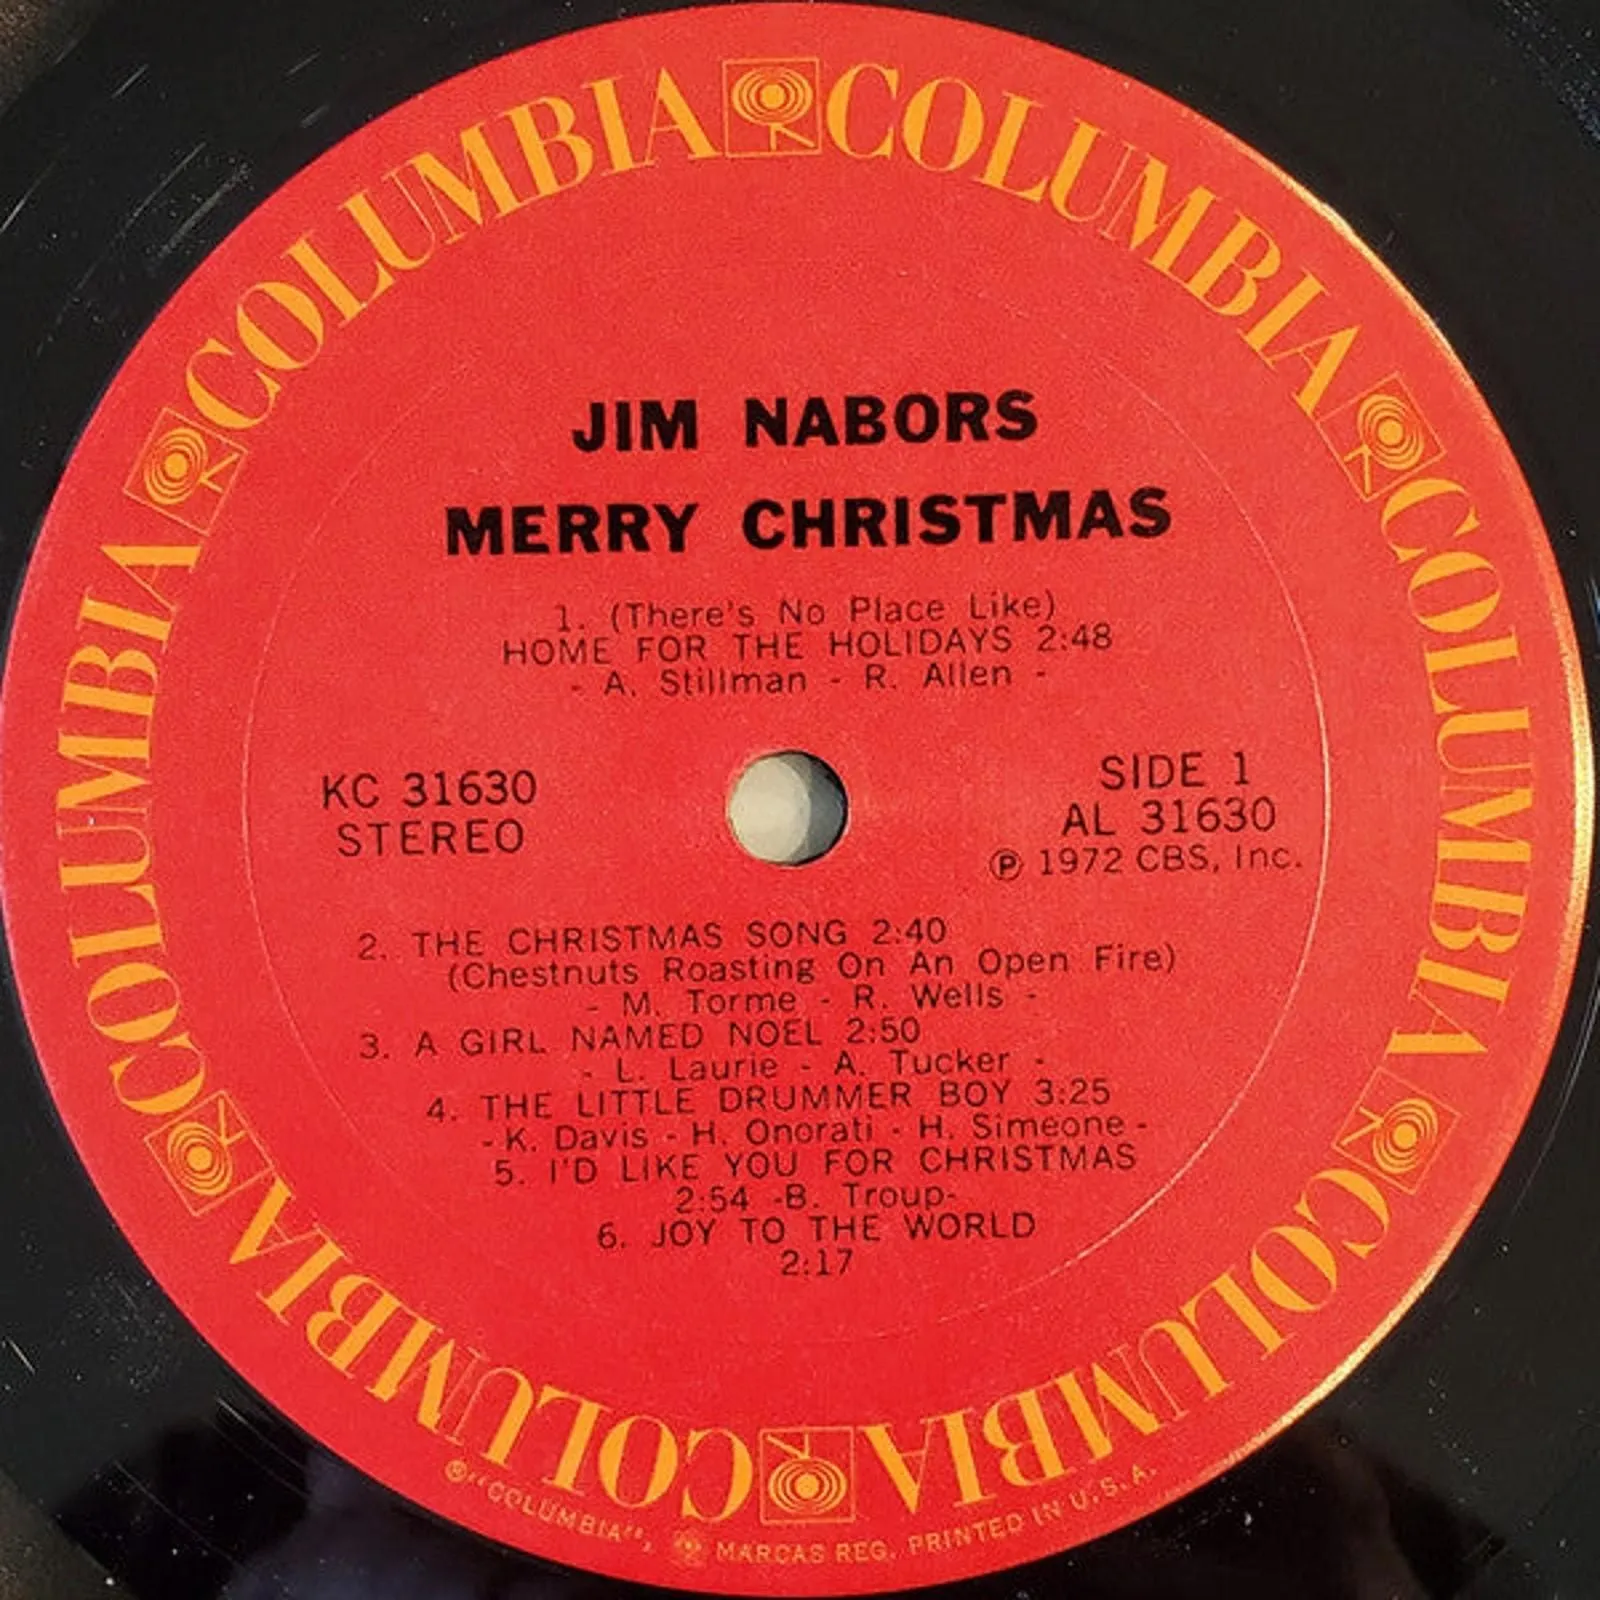 COLUMBIA COLUMBIA COLUMBIA COLUMBIA COLUMBIA COLUMBIA
JIM NABORS
MERRY CHRISTMAS
1. (There's No Place Like)
HOME FOR THE HOLIDAYS 2:48
- A. Stillman - R. Allen -
KC 31630
STEREO
SIDE 1
AL 31630
℗ 1972 CBS, Inc.
2. THE CHRISTMAS SONG 2:40
(Chestnuts Roasting On An Open Fire)
- M. Torme - R. Wells -
3. A GIRL NAMED NOEL 2:50
- L. Laurie - A. Tucker -
4. THE LITTLE DRUMMER BOY 3:25
- K. Davis - H. Onorati - H. Simeone -
5. I'D LIKE YOU FOR CHRISTMAS
2:54 -B. Troup-
6. JOY TO THE WORLD
2:17
®"COLUMBIA", MARCAS REG. PRINTED IN U.S.A.